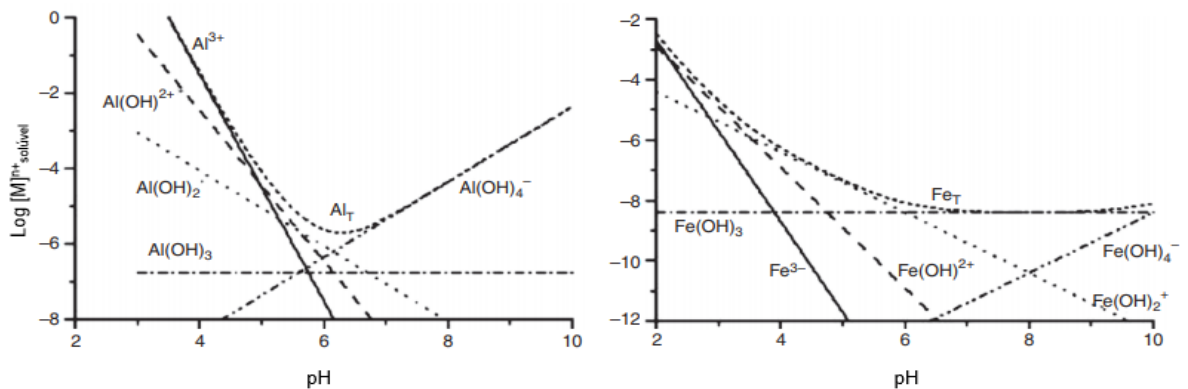 Log [M]ⁿ⁺solúvel
0
−2
−4
−6
−8
Al³⁺
Al(OH)²⁺
Al(OH)₂
Al(OH)₃
Al_T
Al(OH)₄⁻
2 4 6 8 10
pH
−2
−4
−6
−8
−10
−12
Fe_T
Fe(OH)₃
Fe³⁻
Fe(OH)²⁺
Fe(OH)₄⁻
Fe(OH)₂⁺
2 4 6 8 10
pH